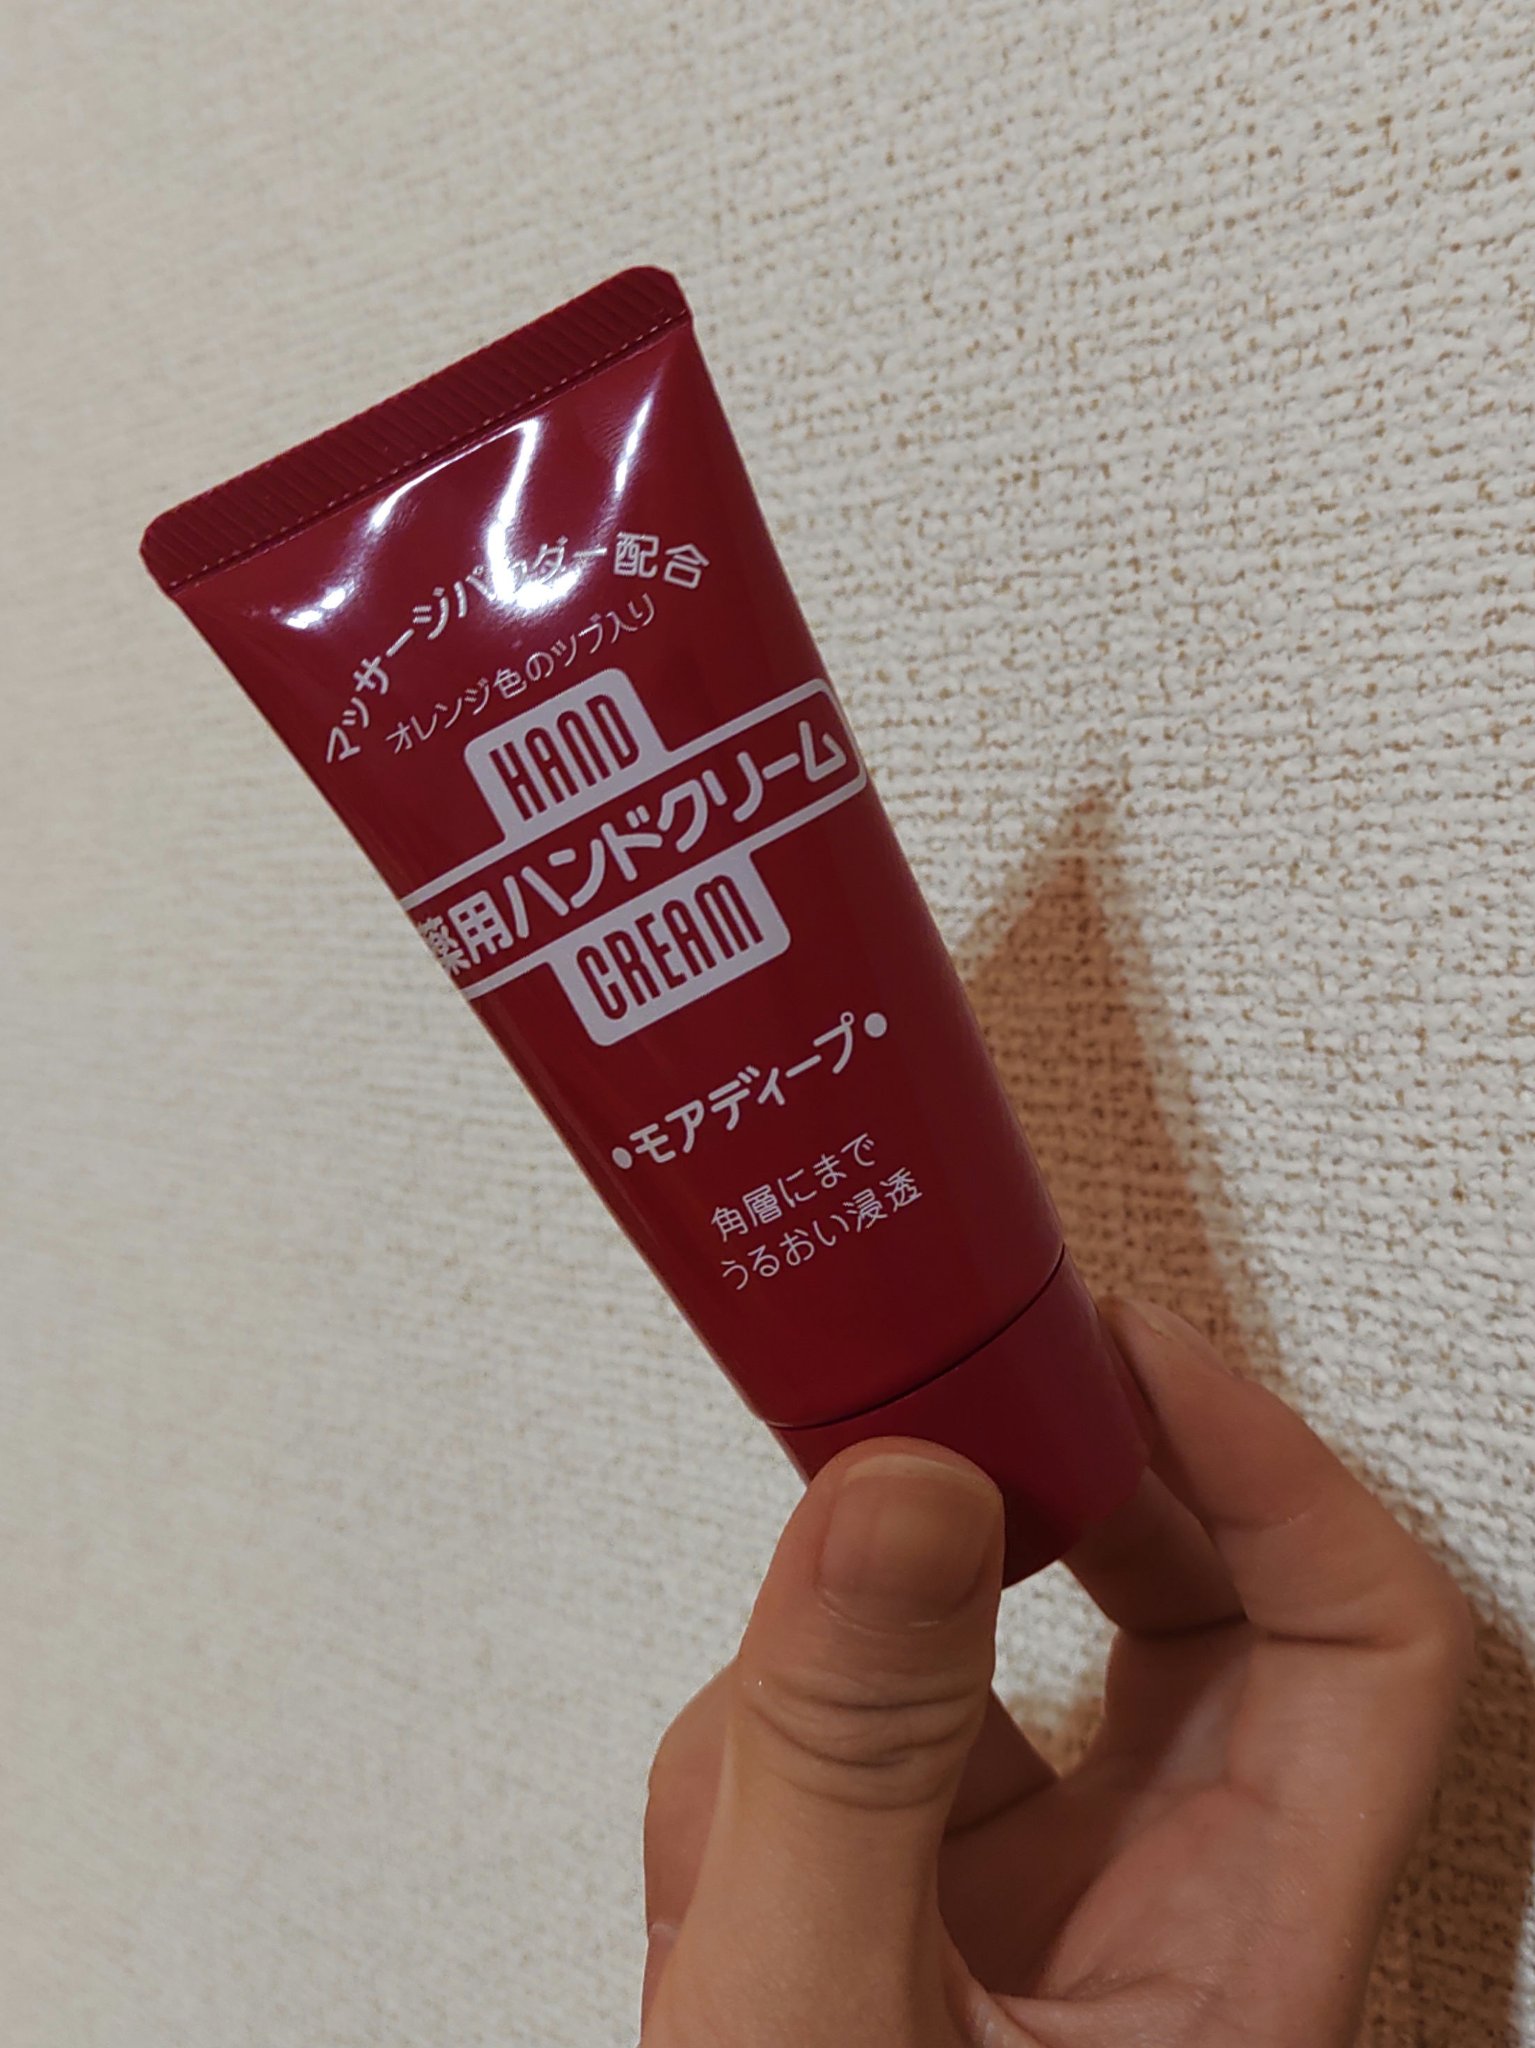 マッサージパウダー配合
オレンジ色のツブ入り
HAND
薬用ハンドクリーム
CREAM
•モアディープ•
角層にまで
うるおい浸透